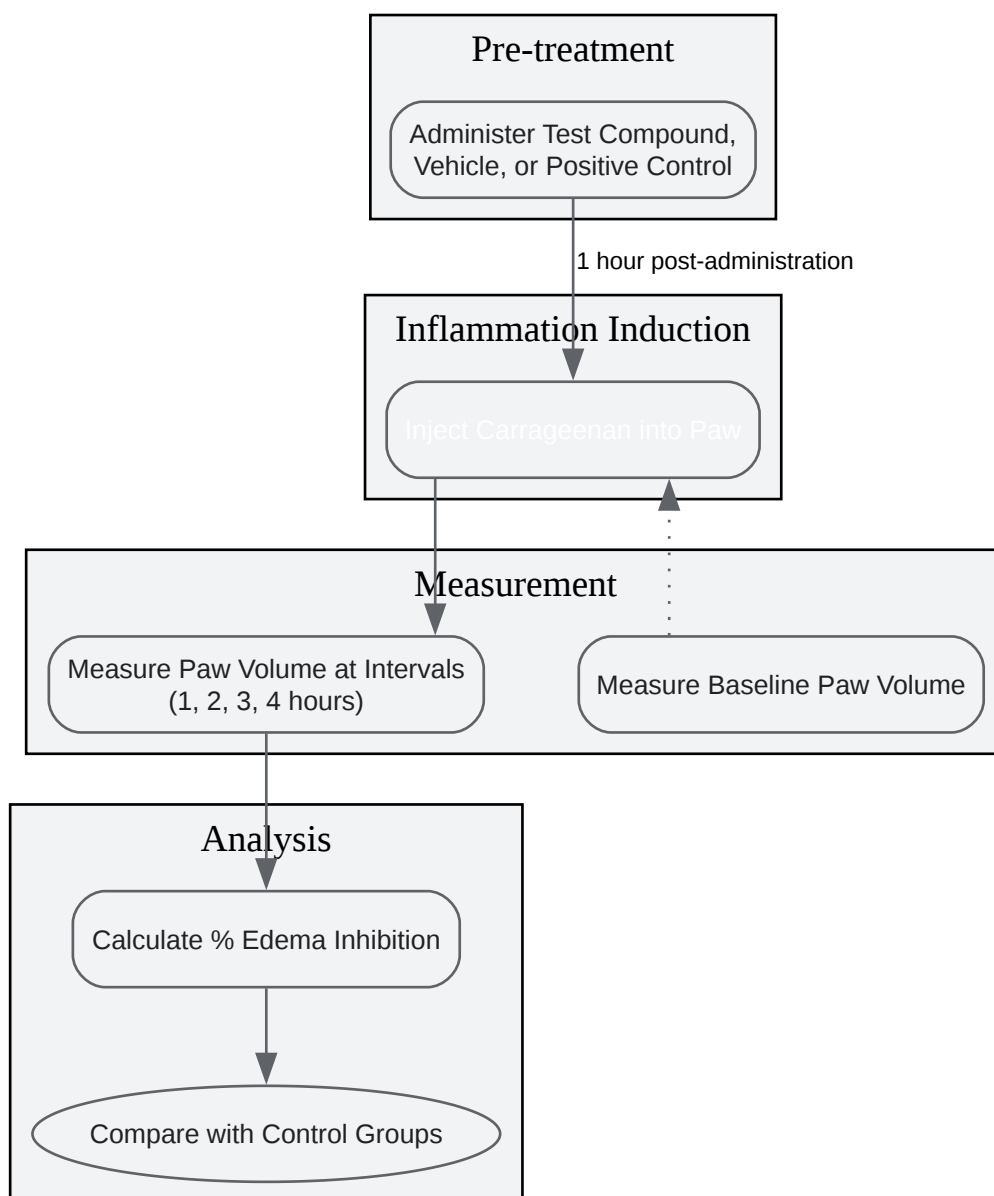 Pre-treatment
Administer Test Compound,
Vehicle, or Positive Control
1 hour post-administration
Inflammation Induction
Inject Carrageenan into Paw
Measurement
Measure Paw Volume at Intervals
(1, 2, 3, 4 hours)
Measure Baseline Paw Volume
Analysis
Calculate % Edema Inhibition
Compare with Control Groups